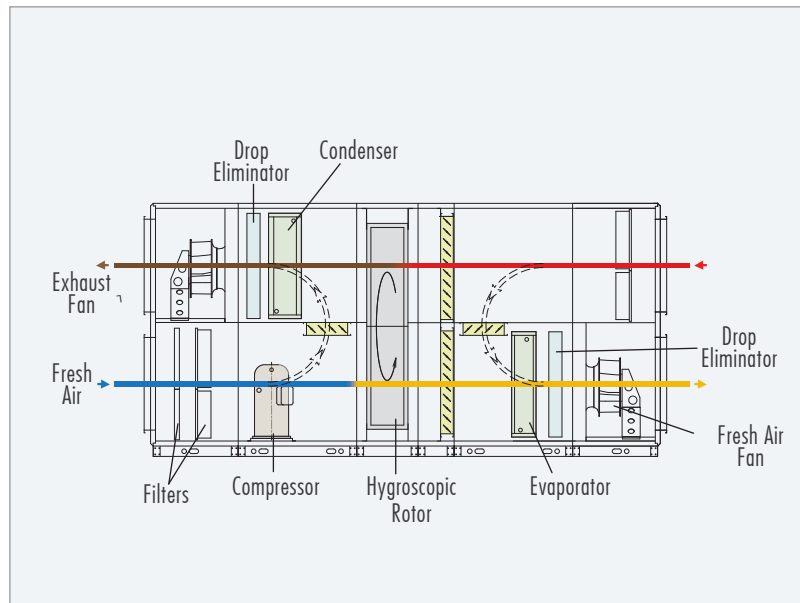 Drop
Eliminator
Condenser
Exhaust
Fan
Fresh
Air
Drop
Eliminator
Fresh Air
Fan
Filters
Compressor
Hygroscopic
Rotor
Evaporator